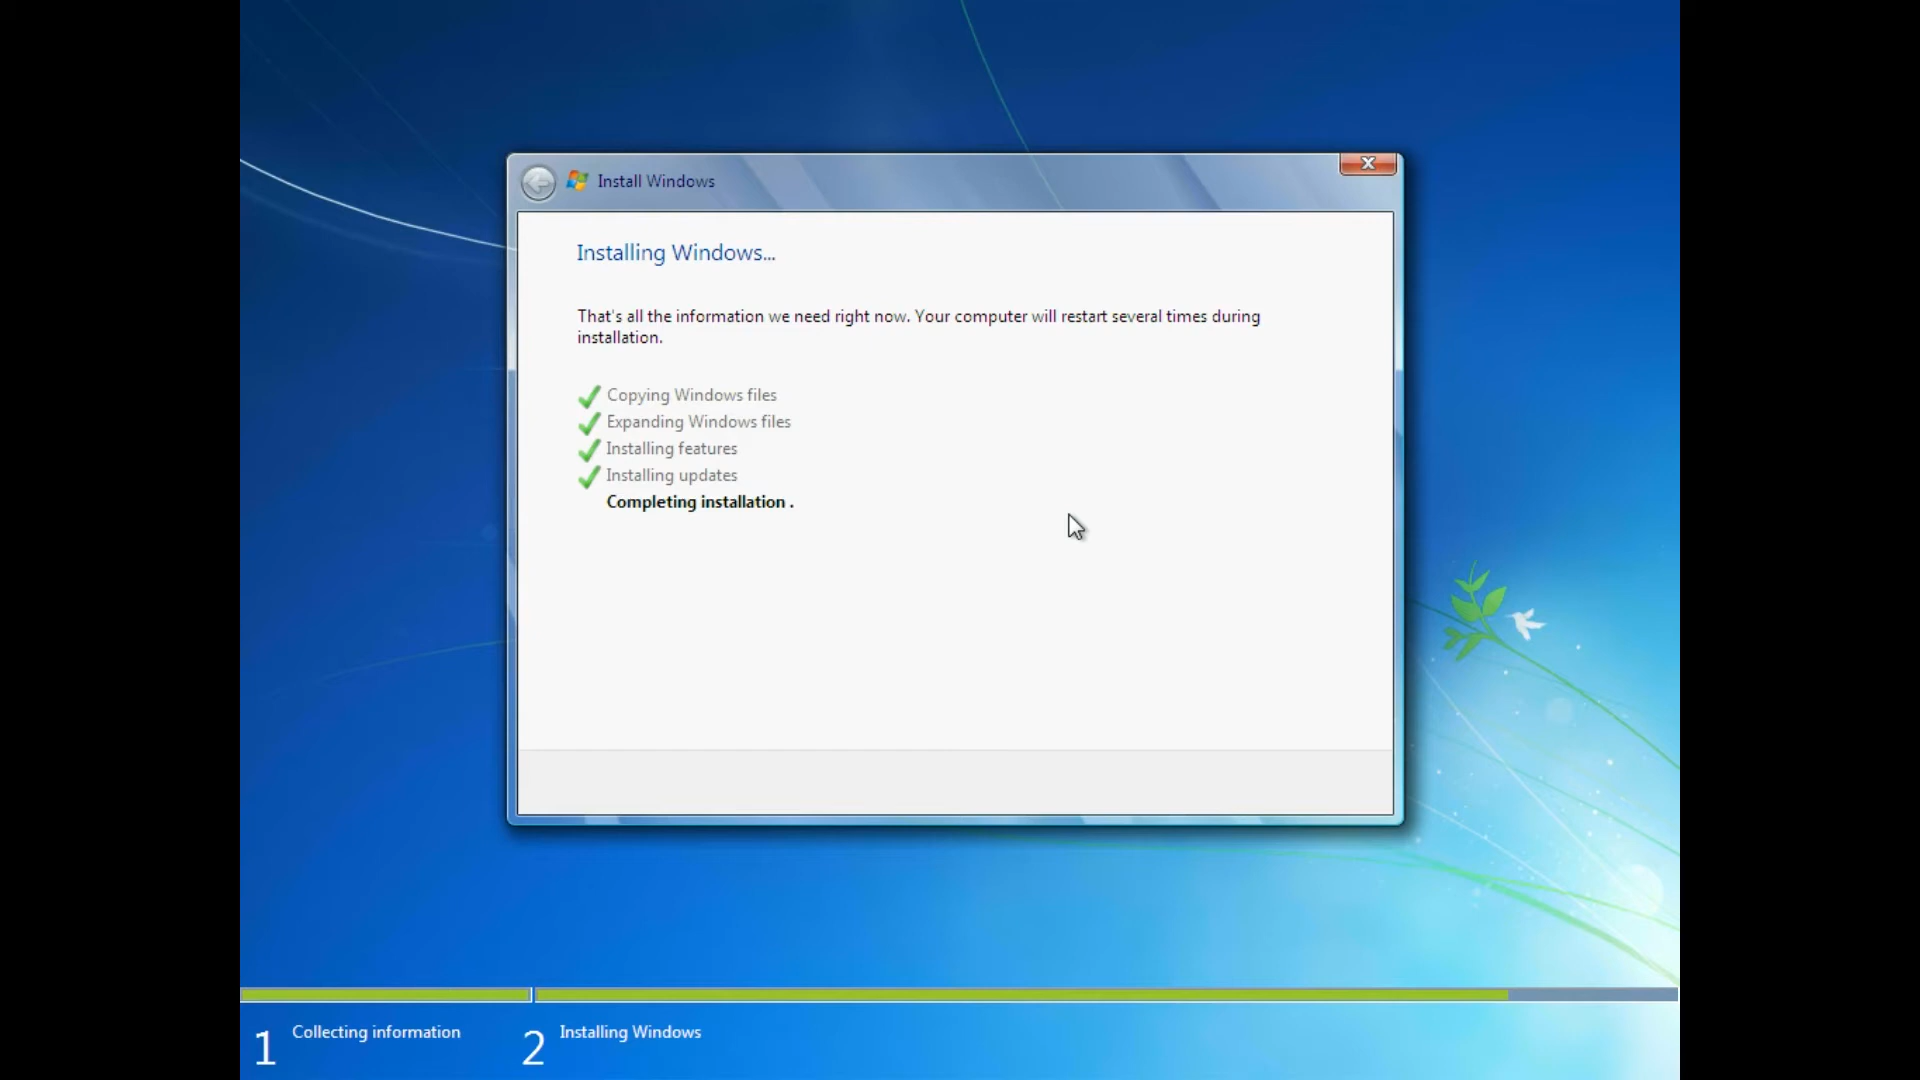 Install Windows
Installing Windows...
That's all the information we need right now. Your computer will restart several times during
installation.
Copying Windows files
Expanding Windows files
Installing features
Installing updates
Completing installation .
1 Collecting information
2 Installing Windows